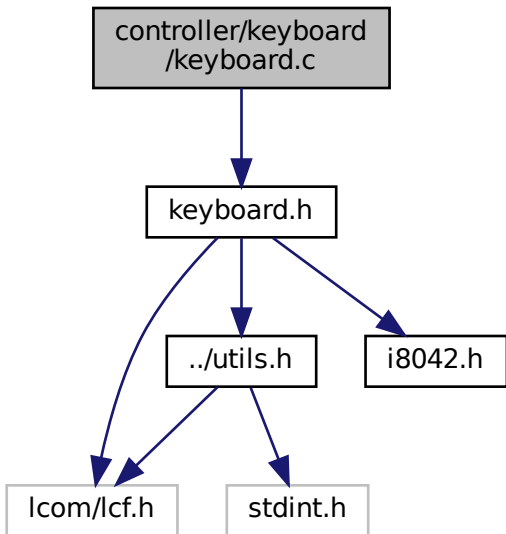 controller/keyboard
/keyboard.c
keyboard.h
../utils.h
i8042.h
lcom/lcf.h
stdint.h